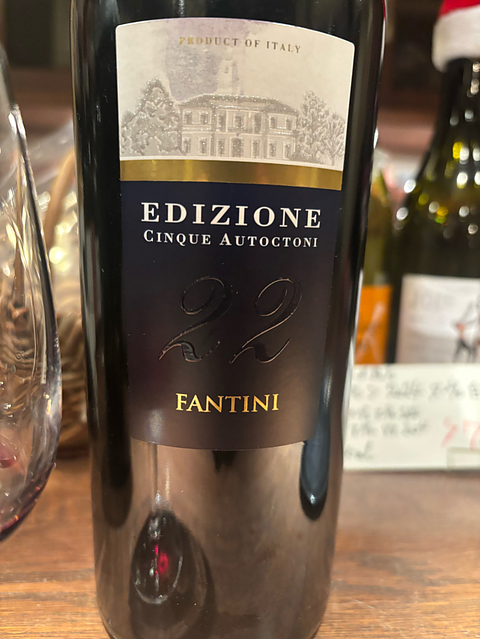 PRODUCT OF ITALY
EDIZIONE
CINQUE AUTOCTONI
22
FANTINI